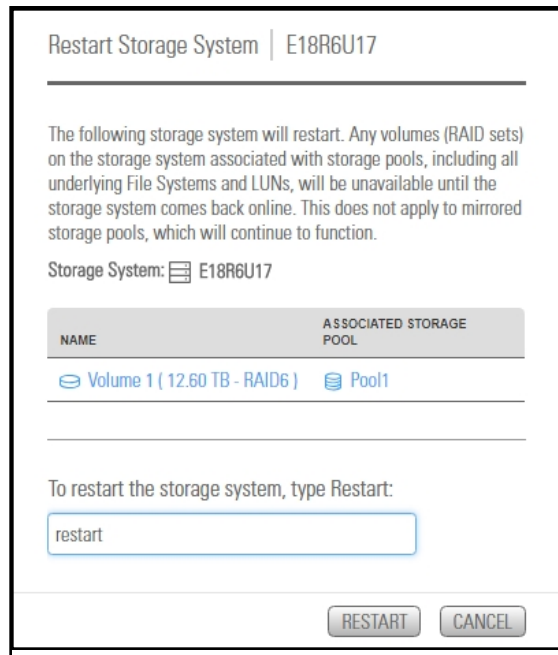 Restart Storage System | E18R6U17
The following storage system will restart. Any volumes (RAID sets)
on the storage system associated with storage pools, including all
underlying File Systems and LUNs, will be unavailable until the
storage system comes back online. This does not apply to mirrored
storage pools, which will continue to function.
Storage System: E18R6U17
NAME ASSOCIATED STORAGE
POOL
Volume 1 ( 12.60 TB - RAID6 ) Pool1
To restart the storage system, type Restart:
restart
RESTART CANCEL